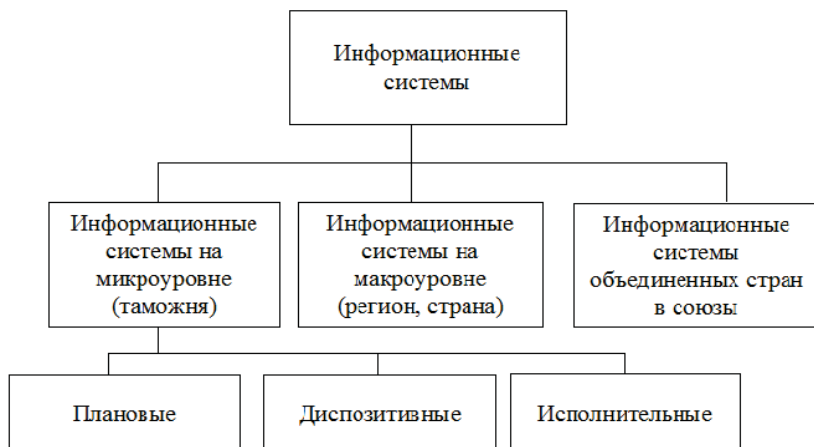 Информационные
системы
Информационные
системы на
микроуровне
(таможня)
Информационные
системы на
макроуровне
(регион, страна)
Информационные
системы
объединенных стран
в союзы
Плановые
Диспозитивные
Исполнительные